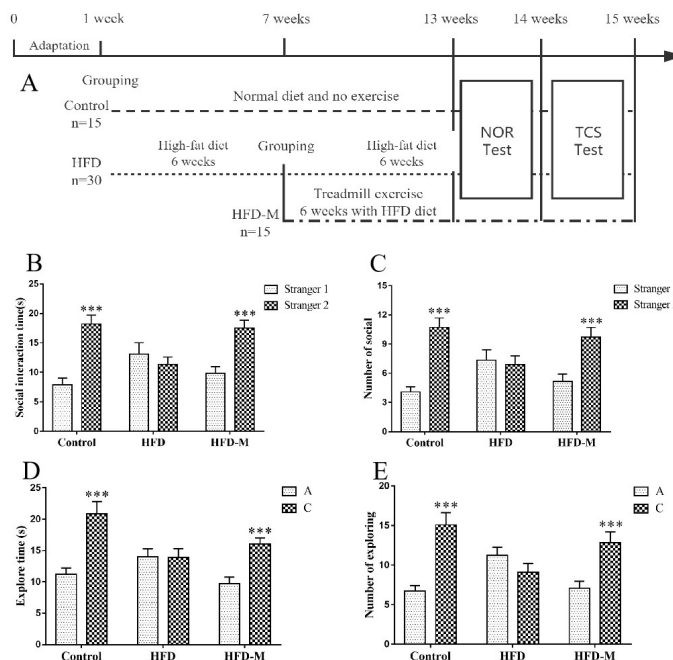 0 1 week 7 weeks 13 weeks 14 weeks 15 weeks
Adaptation
A
Grouping
Control
n=15
Normal diet and no exercise
HFD
n=30
High-fat diet
6 weeks
Grouping
High-fat diet
6 weeks
HFD-M
n=15
Treadmill exercise
6 weeks with HFD diet
NOR
Test
TCS
Test
B
Stranger 1
Stranger 2
Social interaction time(s)
25
20
15
10
5
0
***
***
Control HFD HFD-M
C
Stranger
Stranger
Number of social
15
12
9
6
3
0
***
***
Control HFD HFD-M
D
A
C
Explore time (s)
25
20
15
10
5
0
***
***
Control HFD HFD-M
E
A
C
Number of exploring
20
15
10
5
0
***
***
Control HFD HFD-M